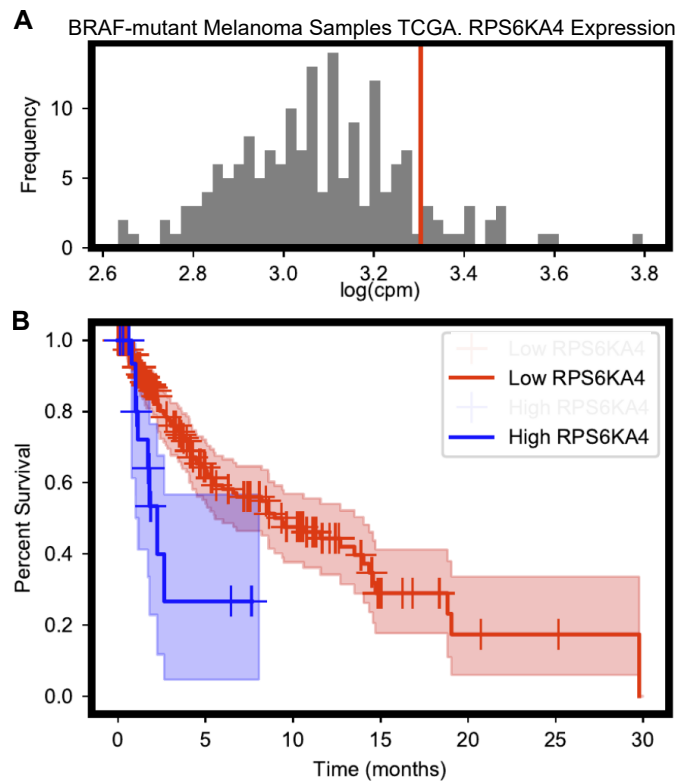 A
BRAF-mutant Melanoma Samples TCGA. RPS6KA4 Expression
Frequency
10
5
0
2.6 2.8 3.0 3.2 3.4 3.6 3.8
log(cpm)
B
Percent Survival
1.0
0.8
0.6
0.4
0.2
0.0
Low RPS6KA4
Low RPS6KA4
High RPS6KA4
High RPS6KA4
0 5 10 15 20 25 30
Time (months)